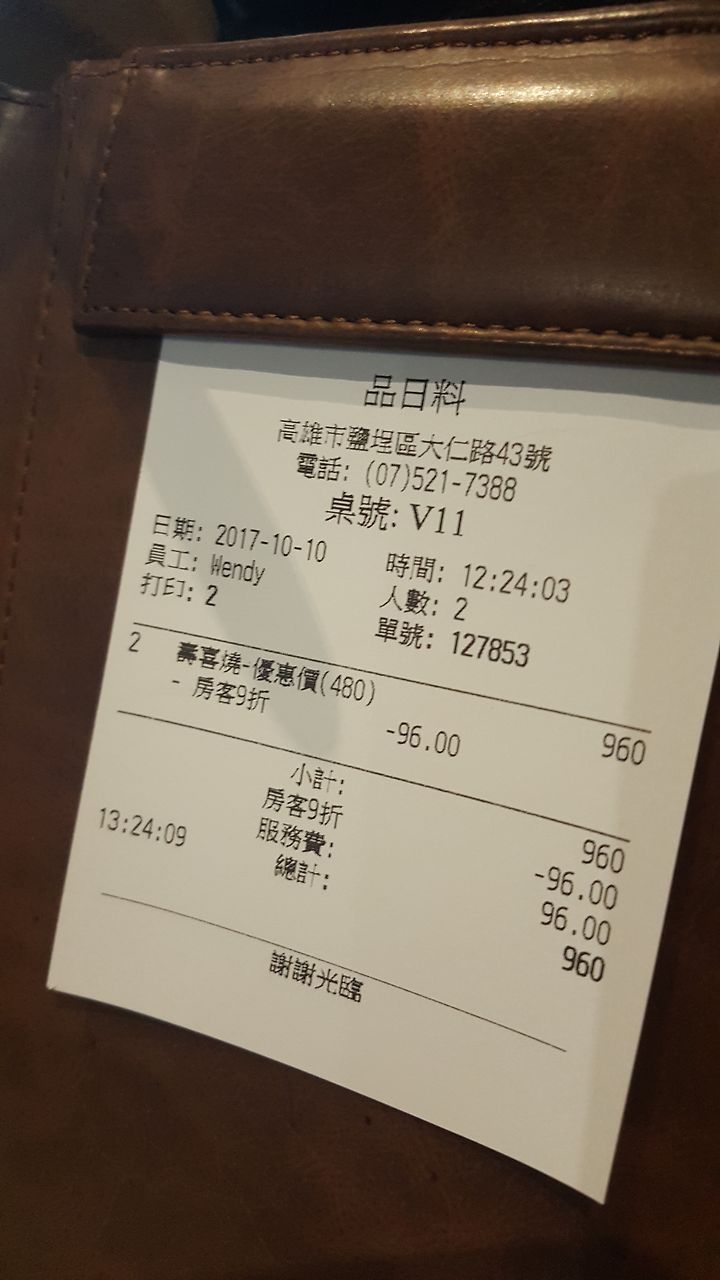 品日料
高雄市鹽埕區大仁路43號
電話: (07)521-7388
桌號: V11
日期: 2017-10-10 時間: 12:24:03
員工: Wendy 人數: 2
打印: 2 單號: 127853
2 壽喜燒-優惠價(480) 960
- 房客9折 -96.00
小計: 960
房客9折 -96.00
服務費: 96.00
13:24:09 總計: 960
謝謝光臨